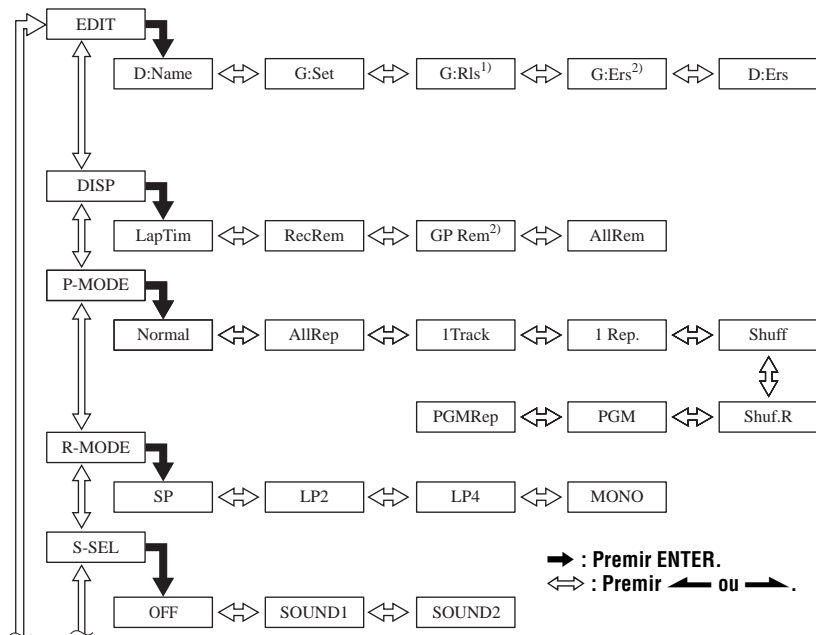 EDIT
D:Name G:Set G:Rls1) G:Ers2) D:Ers
DISP
LapTim RecRem GP Rem2) AllRem
P-MODE
Normal AllRep 1Track 1 Rep. Shuff
PGMRep PGM Shuf.R
R-MODE
SP LP2 LP4 MONO
S-SEL
: Premir ENTER.
: Premir ou .
OFF SOUND1 SOUND2